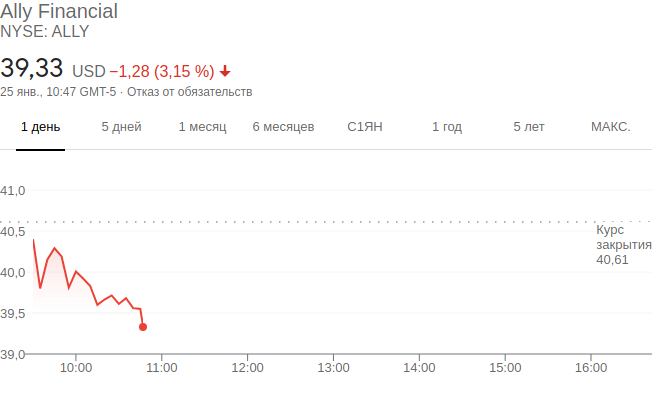 Ally Financial
NYSE: ALLY
39,33 USD −1,28 (3,15 %)
25 янв., 10:47 GMT-5 · Отказ от обязательств
1 день 5 дней 1 месяц 6 месяцев С1ЯН 1 год 5 лет МАКС.
41,0
40,5
Курс
закрытия
40,61
40,0
39,5
39,0
10:00 11:00 12:00 13:00 14:00 15:00 16:00